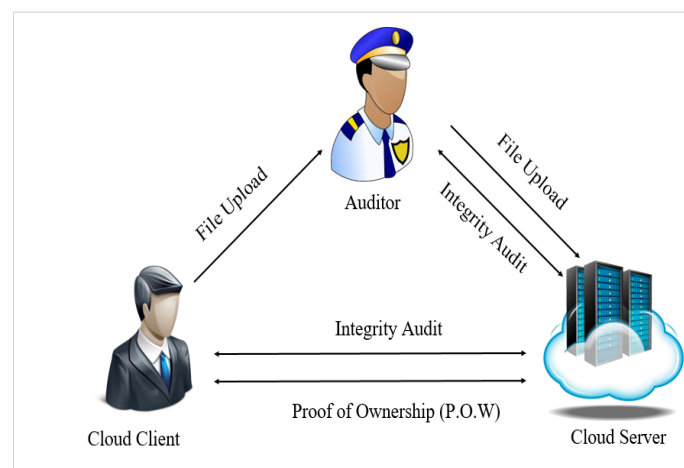 Auditor
File Upload
File Upload
Integrity Audit
Integrity Audit
Proof of Ownership (P.O.W)
Cloud Client
Cloud Server